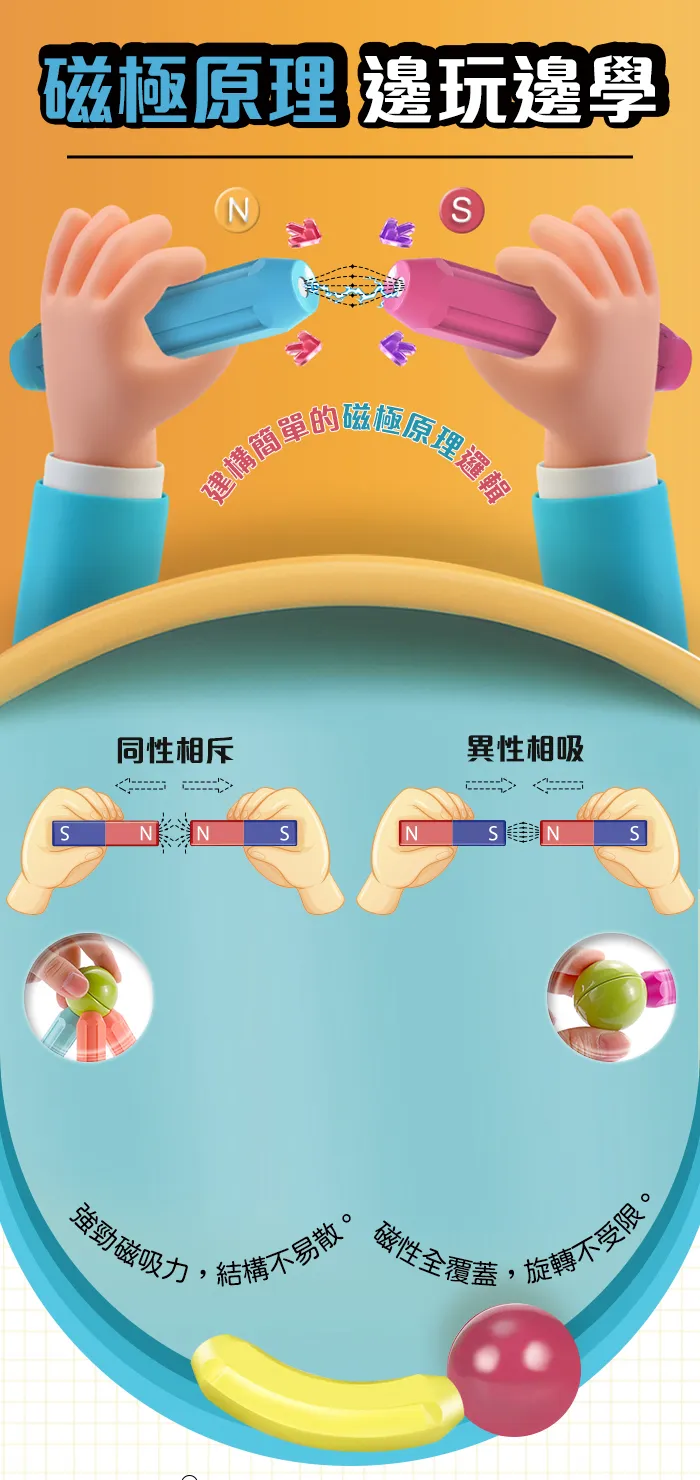 磁極原理 邊玩邊學
N
S
建構簡單的磁極原理邏輯
同性相斥
異性相吸
S N N S
N S N S
強勁磁吸力，結構不易散。
磁性全覆蓋，旋轉不受限。